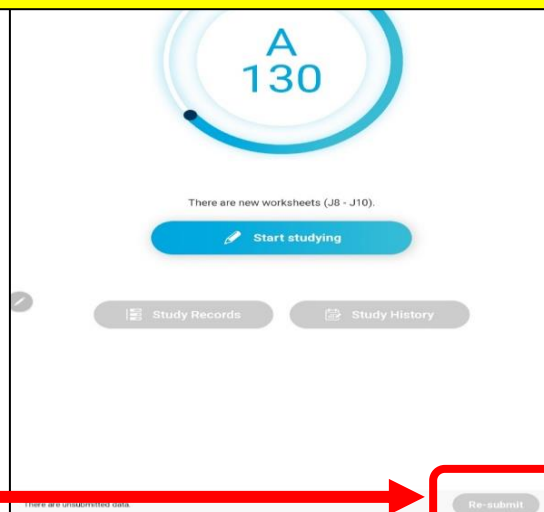 A
130
There are new worksheets (J8 - J10).
Start studying
Study Records
Study History
There are unsubmitted data.
Re-submit